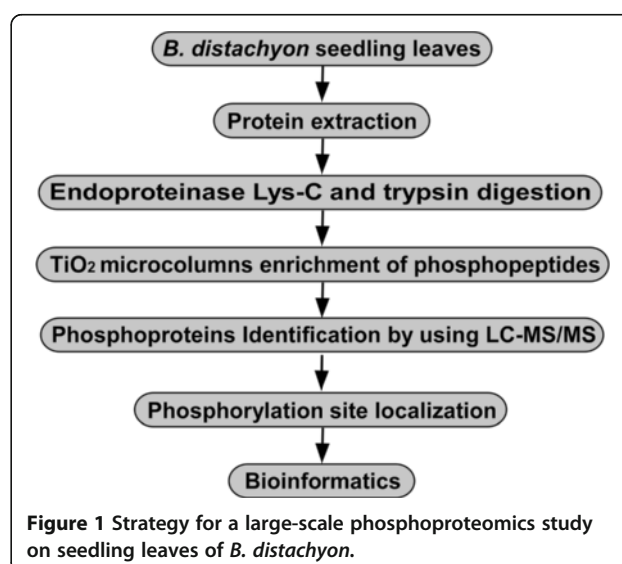 B. distachyon seedling leaves
Protein extraction
Endoproteinase Lys-C and trypsin digestion
TiO₂ microcolumns enrichment of phosphopeptides
Phosphoproteins Identification by using LC-MS/MS
Phosphorylation site localization
Bioinformatics
Figure 1 Strategy for a large-scale phosphoproteomics study
on seedling leaves of B. distachyon.